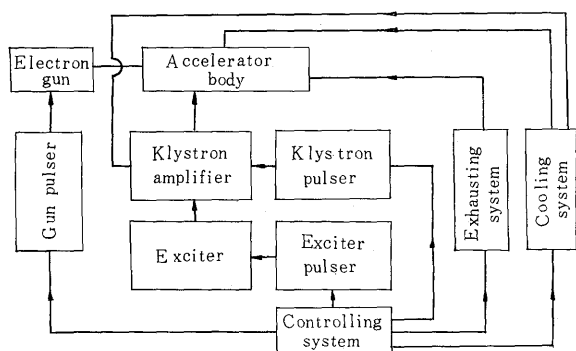 Electron
gun
Accelerator
body
Gun pulser
Klystron
amplifier
Klystron
pulser
Exhausting
system
Cooling
system
Exciter
Exciter
pulser
Controlling
system